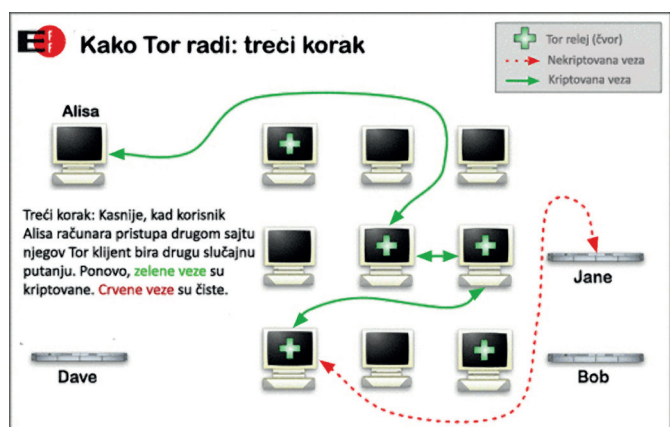 EFF
Kako Tor radi: treći korak
Tor relej (čvor)
Nekriptovana veza
Kriptovana veza
Alisa
Treći korak: Kasnije, kad korisnik
Alisa računara pristupa drugom sajtu
njegov Tor klijent bira drugu slučajnu
putanju. Ponovo, zelene veze su
kriptovane. Crvene veze su čiste.
Jane
Dave
Bob